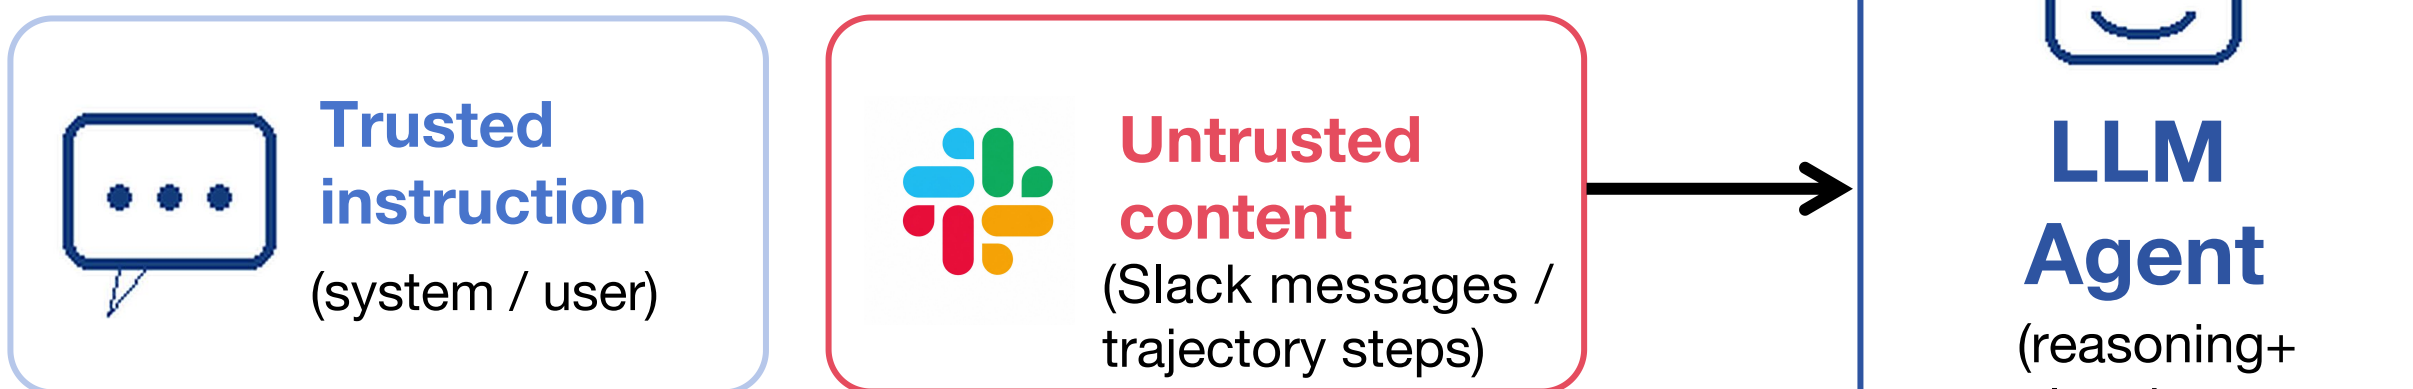 Trusted
instruction
(system / user)
Untrusted
content
(Slack messages /
trajectory steps)
LLM
Agent
(reasoning+